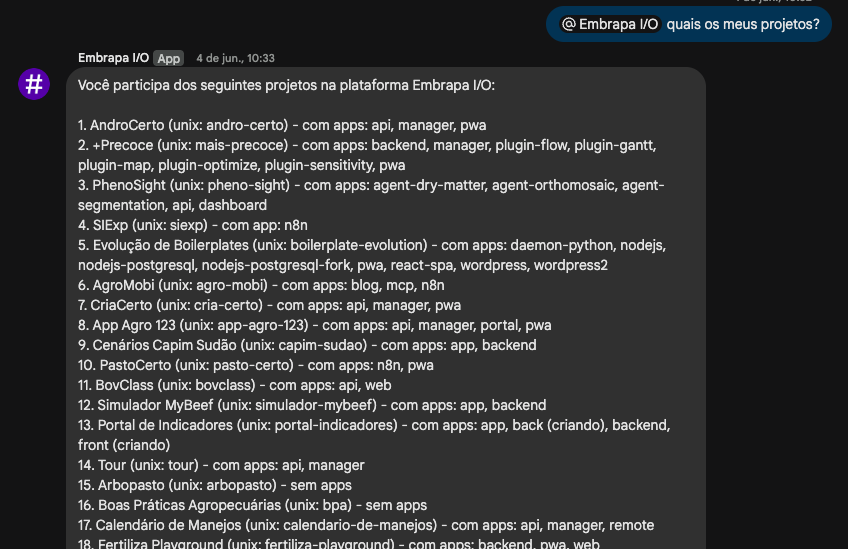 @ Embrapa I/O quais os meus projetos?
Embrapa I/O App 4 de jun., 10:33
#
Você participa dos seguintes projetos na plataforma Embrapa I/O:
1. AndroCerto (unix: andro-certo) - com apps: api, manager, pwa
2. +Precoce (unix: mais-precoce) - com apps: backend, manager, plugin-flow, plugin-gantt,
plugin-map, plugin-optimize, plugin-sensitivity, pwa
3. PhenoSight (unix: pheno-sight) - com apps: agent-dry-matter, agent-orthomosaic, agent-
segmentation, api, dashboard
4. SIExp (unix: siexp) - com app: n8n
5. Evolução de Boilerplates (unix: boilerplate-evolution) - com apps: daemon-python, nodejs,
nodejs-postgresql, nodejs-postgresql-fork, pwa, react-spa, wordpress, wordpress2
6. AgroMobi (unix: agro-mobi) - com apps: blog, mcp, n8n
7. CriaCerto (unix: cria-certo) - com apps: api, manager, pwa
8. App Agro 123 (unix: app-agro-123) - com apps: api, manager, portal, pwa
9. Cenários Capim Sudão (unix: capim-sudao) - com apps: app, backend
10. PastoCerto (unix: pasto-certo) - com apps: n8n, pwa
11. BovClass (unix: bovclass) - com apps: api, web
12. Simulador MyBeef (unix: simulador-mybeef) - com apps: app, backend
13. Portal de Indicadores (unix: portal-indicadores) - com apps: app, back (criando), backend,
front (criando)
14. Tour (unix: tour) - com apps: api, manager
15. Arbopasto (unix: arbopasto) - sem apps
16. Boas Práticas Agropecuárias (unix: bpa) - sem apps
17. Calendário de Manejos (unix: calendario-de-manejos) - com apps: api, manager, remote
18. Fertiliza Playground (unix: fertiliza-playground) - com apps: backend, pwa, web